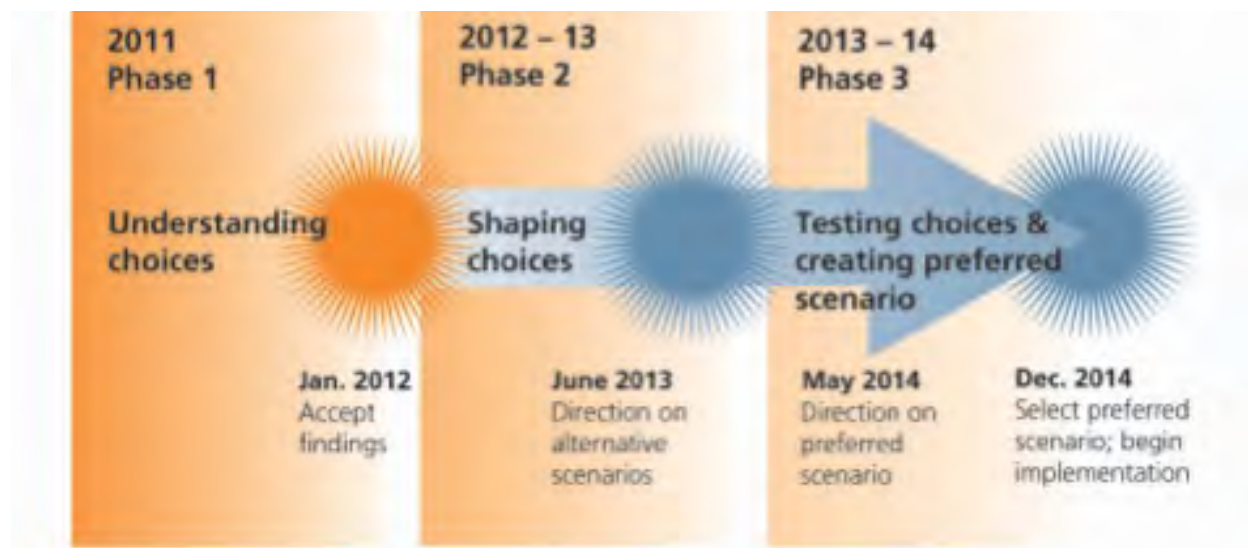 2011
Phase 1
2012 – 13
Phase 2
2013 – 14
Phase 3
Understanding
choices
Shaping
choices
Testing choices &
creating preferred
scenario
Jan. 2012
Accept
findings
June 2013
Direction on
alternative
scenarios
May 2014
Direction on
preferred
scenario
Dec. 2014
Select preferred
scenario; begin
implementation